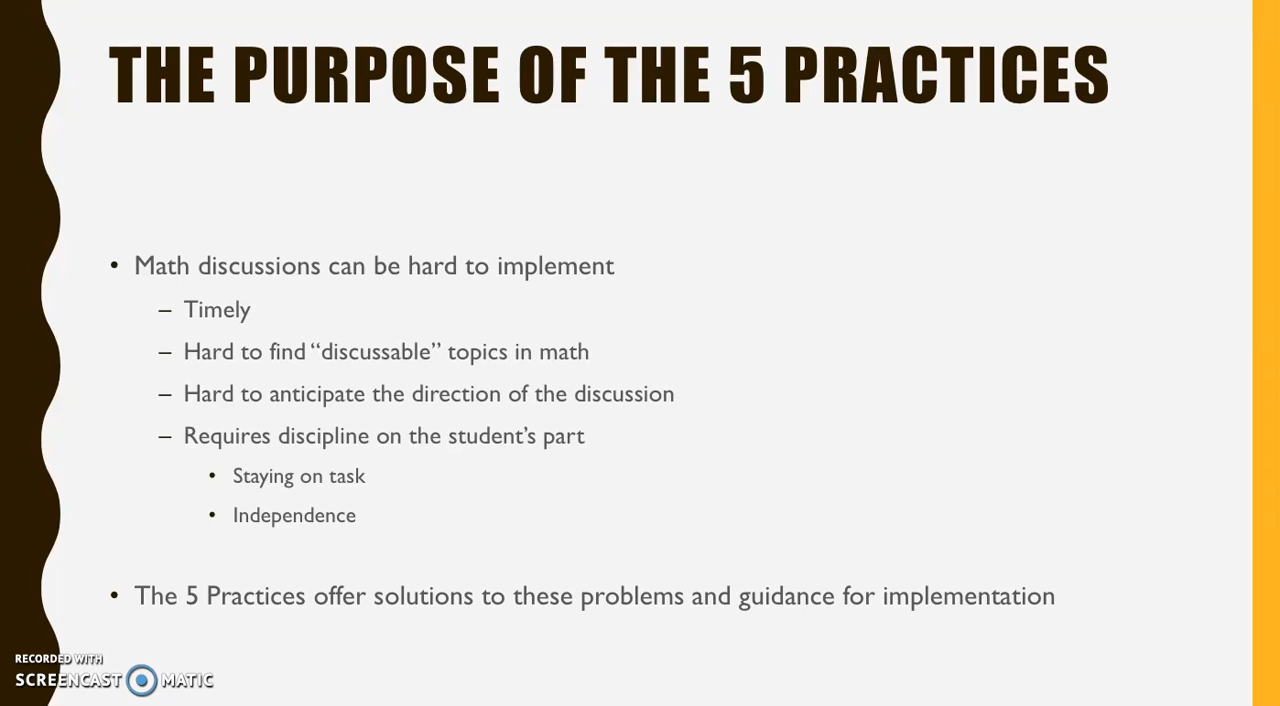 THE PURPOSE OF THE 5 PRACTICES
• Math discussions can be hard to implement
– Timely
– Hard to find “discussable” topics in math
– Hard to anticipate the direction of the discussion
– Requires discipline on the student’s part
• Staying on task
• Independence
• The 5 Practices offer solutions to these problems and guidance for implementation
RECORDED WITH
SCREENCAST MATIC